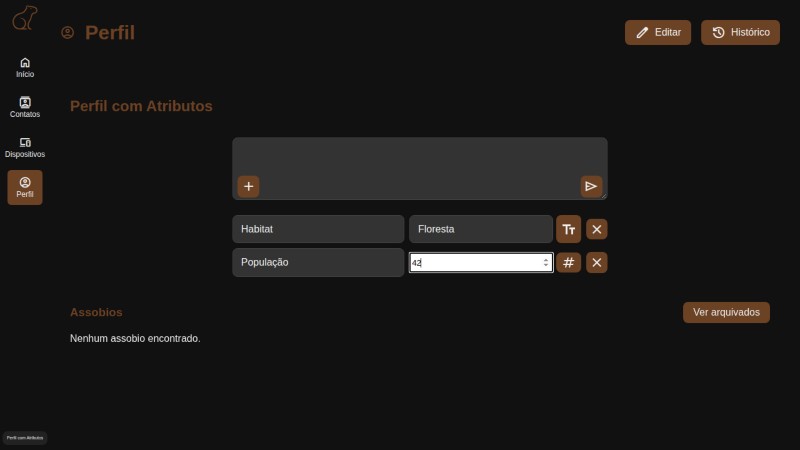 Perfil
Editar
Histórico
Início
Contatos
Dispositivos
Perfil
Perfil com Atributos
Habitat
Floresta
Tт
População
42
#
Assobios
Ver arquivados
Nenhum assobio encontrado.
Perfil com Atributos